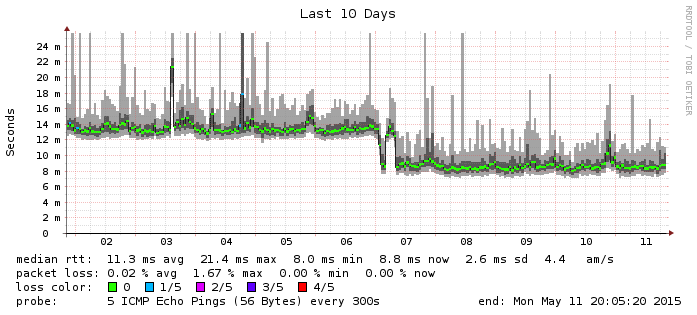 Last 10 Days
RRDTOOL / TOBI OETIKER
Seconds
24 m
22 m
20 m
18 m
16 m
14 m
12 m
10 m
8 m
6 m
4 m
2 m
0
02 03 04 05 06 07 08 09 10 11
median rtt: 11.3 ms avg 21.4 ms max 8.0 ms min 8.8 ms now 2.6 ms sd 4.4 am/s
packet loss: 0.02 % avg 1.67 % max 0.00 % min 0.00 % now
loss color: 0 1/5 2/5 3/5 4/5
probe: 5 ICMP Echo Pings (56 Bytes) every 300s end: Mon May 11 20:05:20 2015